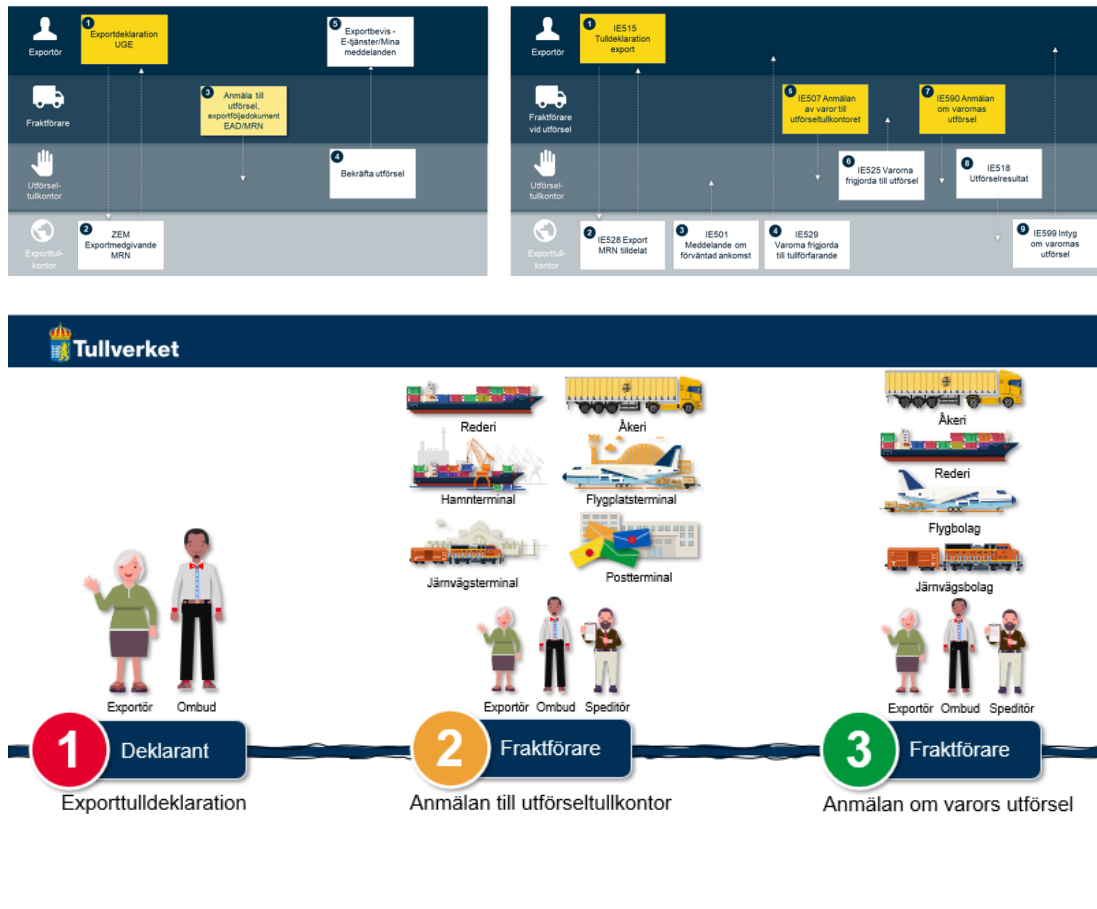 Exportör
1
Exportdeklaration
UGE
5
Exportbevis -
E-tjänster/Mina
meddelanden
Fraktförare
3
Anmäla till
utförsel,
exportföljedokument
EAD/MRN
Utförsel-
tullkontor
4
Bekräfta utförsel
Exporttull-
kontor
2
ZEM
Exportmedgivande
MRN
Exportör
1
IE515
Tulldeklaration
export
Fraktförare
vid utförsel
5
IE507 Anmälan
av varor till
utförseltullkontoret
7
IE590 Anmälan
om varornas
utförsel
Utförsel-
tullkontor
6
IE525 Varorna
frigjorda till utförsel
8
IE518
Utförselresultat
Exporttull-
kontor
2
IE528 Export
MRN tilldelat
3
IE501
Meddelande om
förväntad ankomst
4
IE529
Varorna frigjorda
till tullförfarande
9
IE599 Intyg
om varornas
utförsel
Tullverket
Exportör Ombud
1 Deklarant
Exporttulldeklaration
Rederi Åkeri
Hamnterminal Flygplatsterminal
Järnvägsterminal Postterminal
Exportör Ombud Speditör
2 Fraktförare
Anmälan till utförseltullkontor
Åkeri
Rederi
Flygbolag
Järnvägsbolag
Exportör Ombud Speditör
3 Fraktförare
Anmälan om varors utförsel